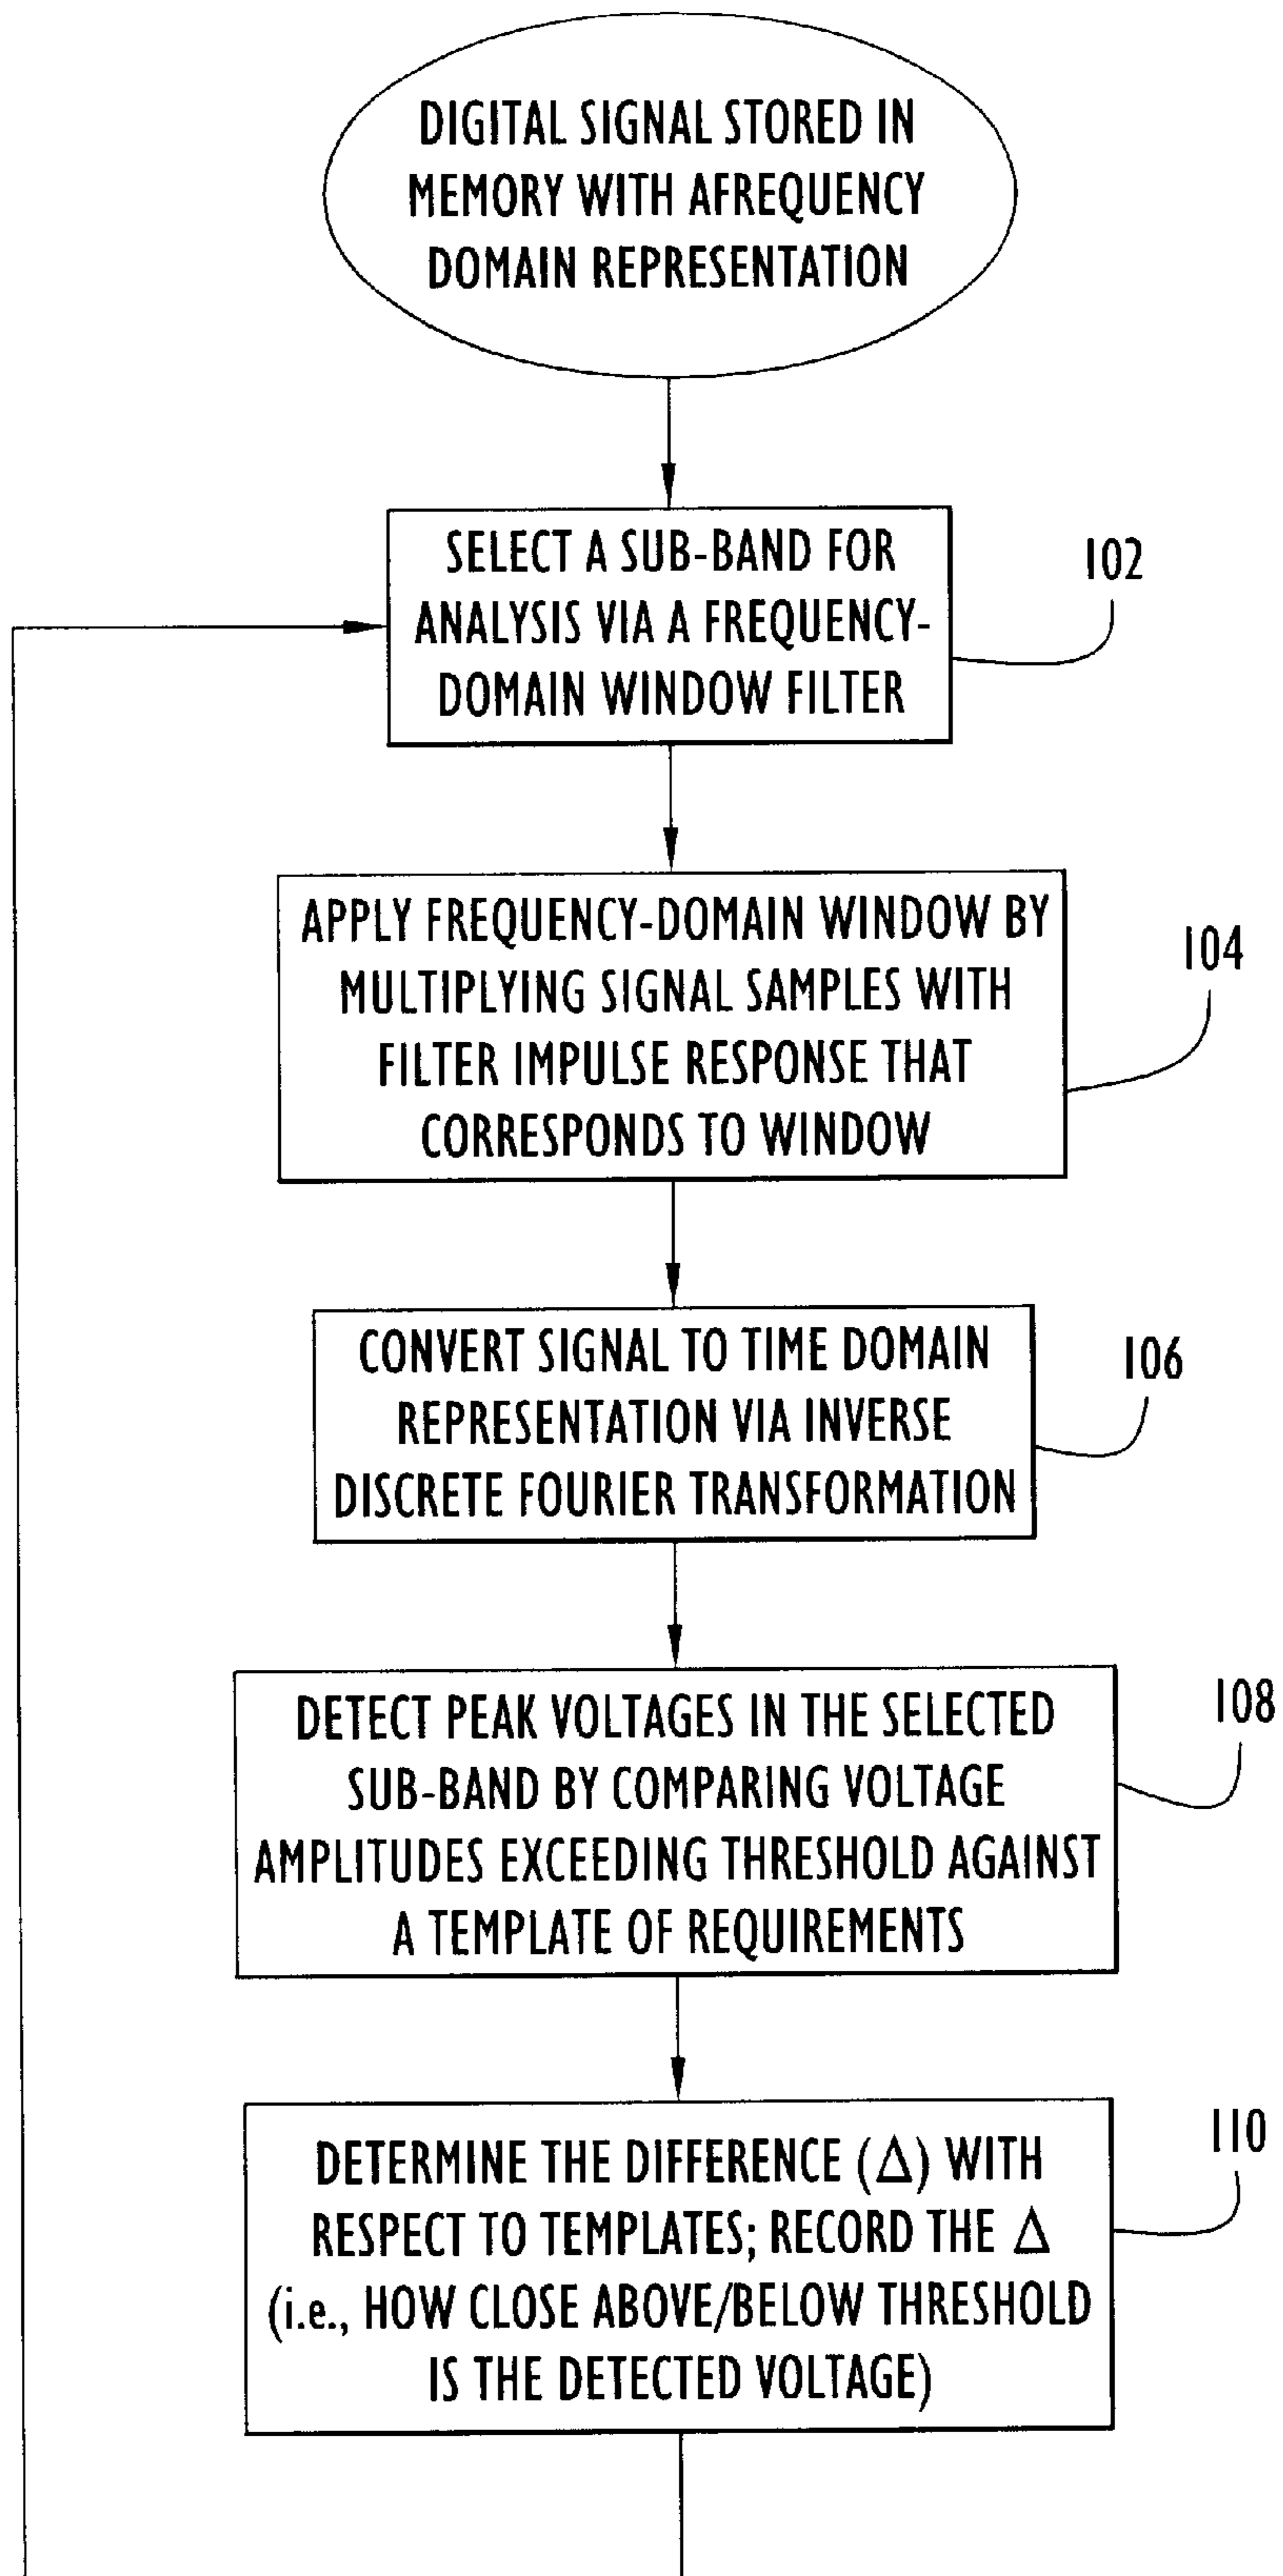 DIGITAL SIGNAL STORED IN
MEMORY WITH AFREQUENCY
DOMAIN REPRESENTATION
SELECT A SUB-BAND FOR
ANALYSIS VIA A FREQUENCY-
DOMAIN WINDOW FILTER
102
APPLY FREQUENCY-DOMAIN WINDOW BY
MULTIPLYING SIGNAL SAMPLES WITH
FILTER IMPULSE RESPONSE THAT
CORRESPONDS TO WINDOW
104
CONVERT SIGNAL TO TIME DOMAIN
REPRESENTATION VIA INVERSE
DISCRETE FOURIER TRANSFORMATION
106
DETECT PEAK VOLTAGES IN THE SELECTED
SUB-BAND BY COMPARING VOLTAGE
AMPLITUDES EXCEEDING THRESHOLD AGAINST
A TEMPLATE OF REQUIREMENTS
108
DETERMINE THE DIFFERENCE (Δ) WITH
RESPECT TO TEMPLATES; RECORD THE Δ
(i.e., HOW CLOSE ABOVE/BELOW THRESHOLD
IS THE DETECTED VOLTAGE)
110